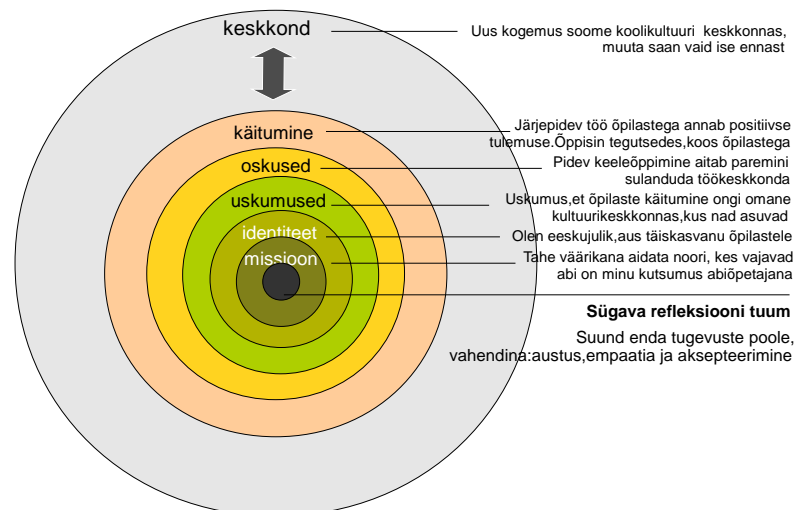 keskkond
Uus kogemus soome koolikultuuri keskkonnas,
muuta saan vaid ise ennast
käitumine
Järjepidev töö õpilastega annab positiivse
tulemuse.Õppisin tegutsedes,koos õpilastega
oskused
Pidev keeleõppimine aitab paremini
sulanduda töökeskkonda
uskumused
Uskumus,et õpilaste käitumine ongi omane
kultuurikeskkonnas,kus nad asuvad
identiteet
Olen eeskujulik,aus täiskasvanu õpilastele
missioon
Tahe väärikana aidata noori, kes vajavad
abi on minu kutsumus abiõpetajana
Sügava refleksiooni tuum
Suund enda tugevuste poole,
vahendina:austus,empaatia ja aksepteerimine